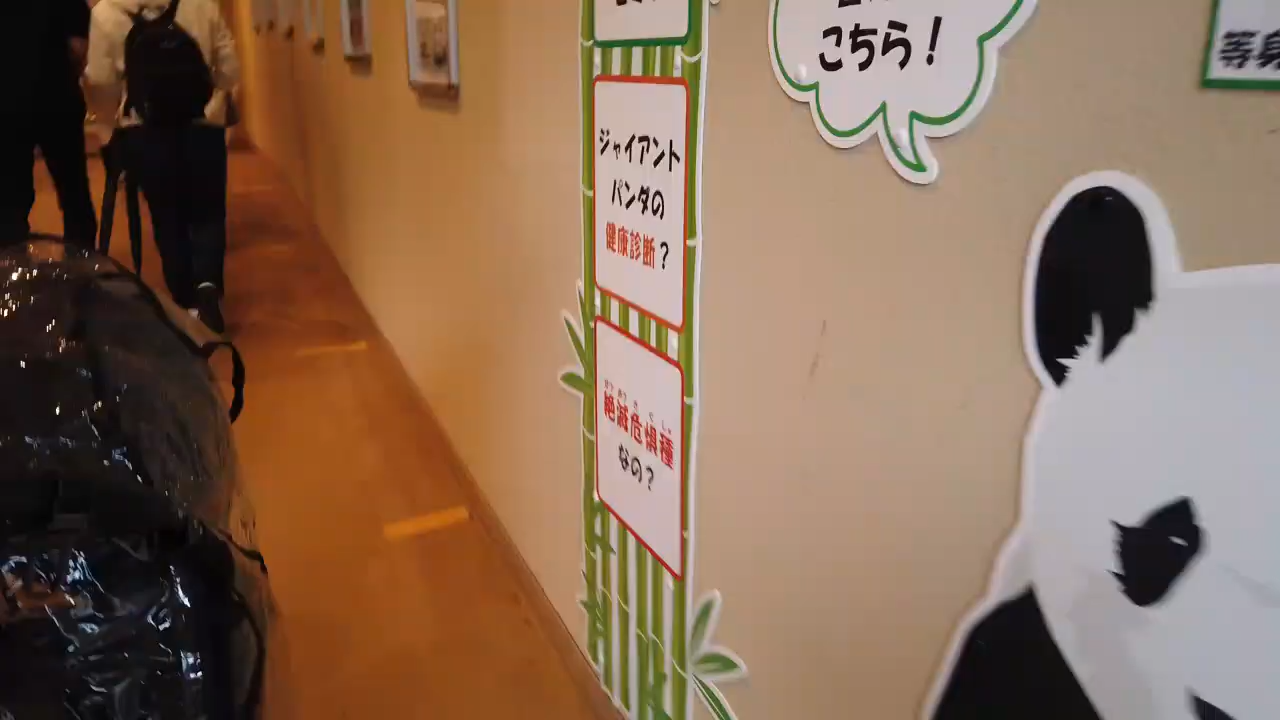 こちら!
等身
ジャイアント
パンダの
健康診断?
絶滅危惧種
なの?